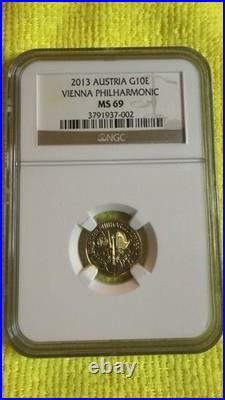 2013 AUSTRIA G10E
VIENNA PHILHARMONIC
MS 69
3791937-002
NGC